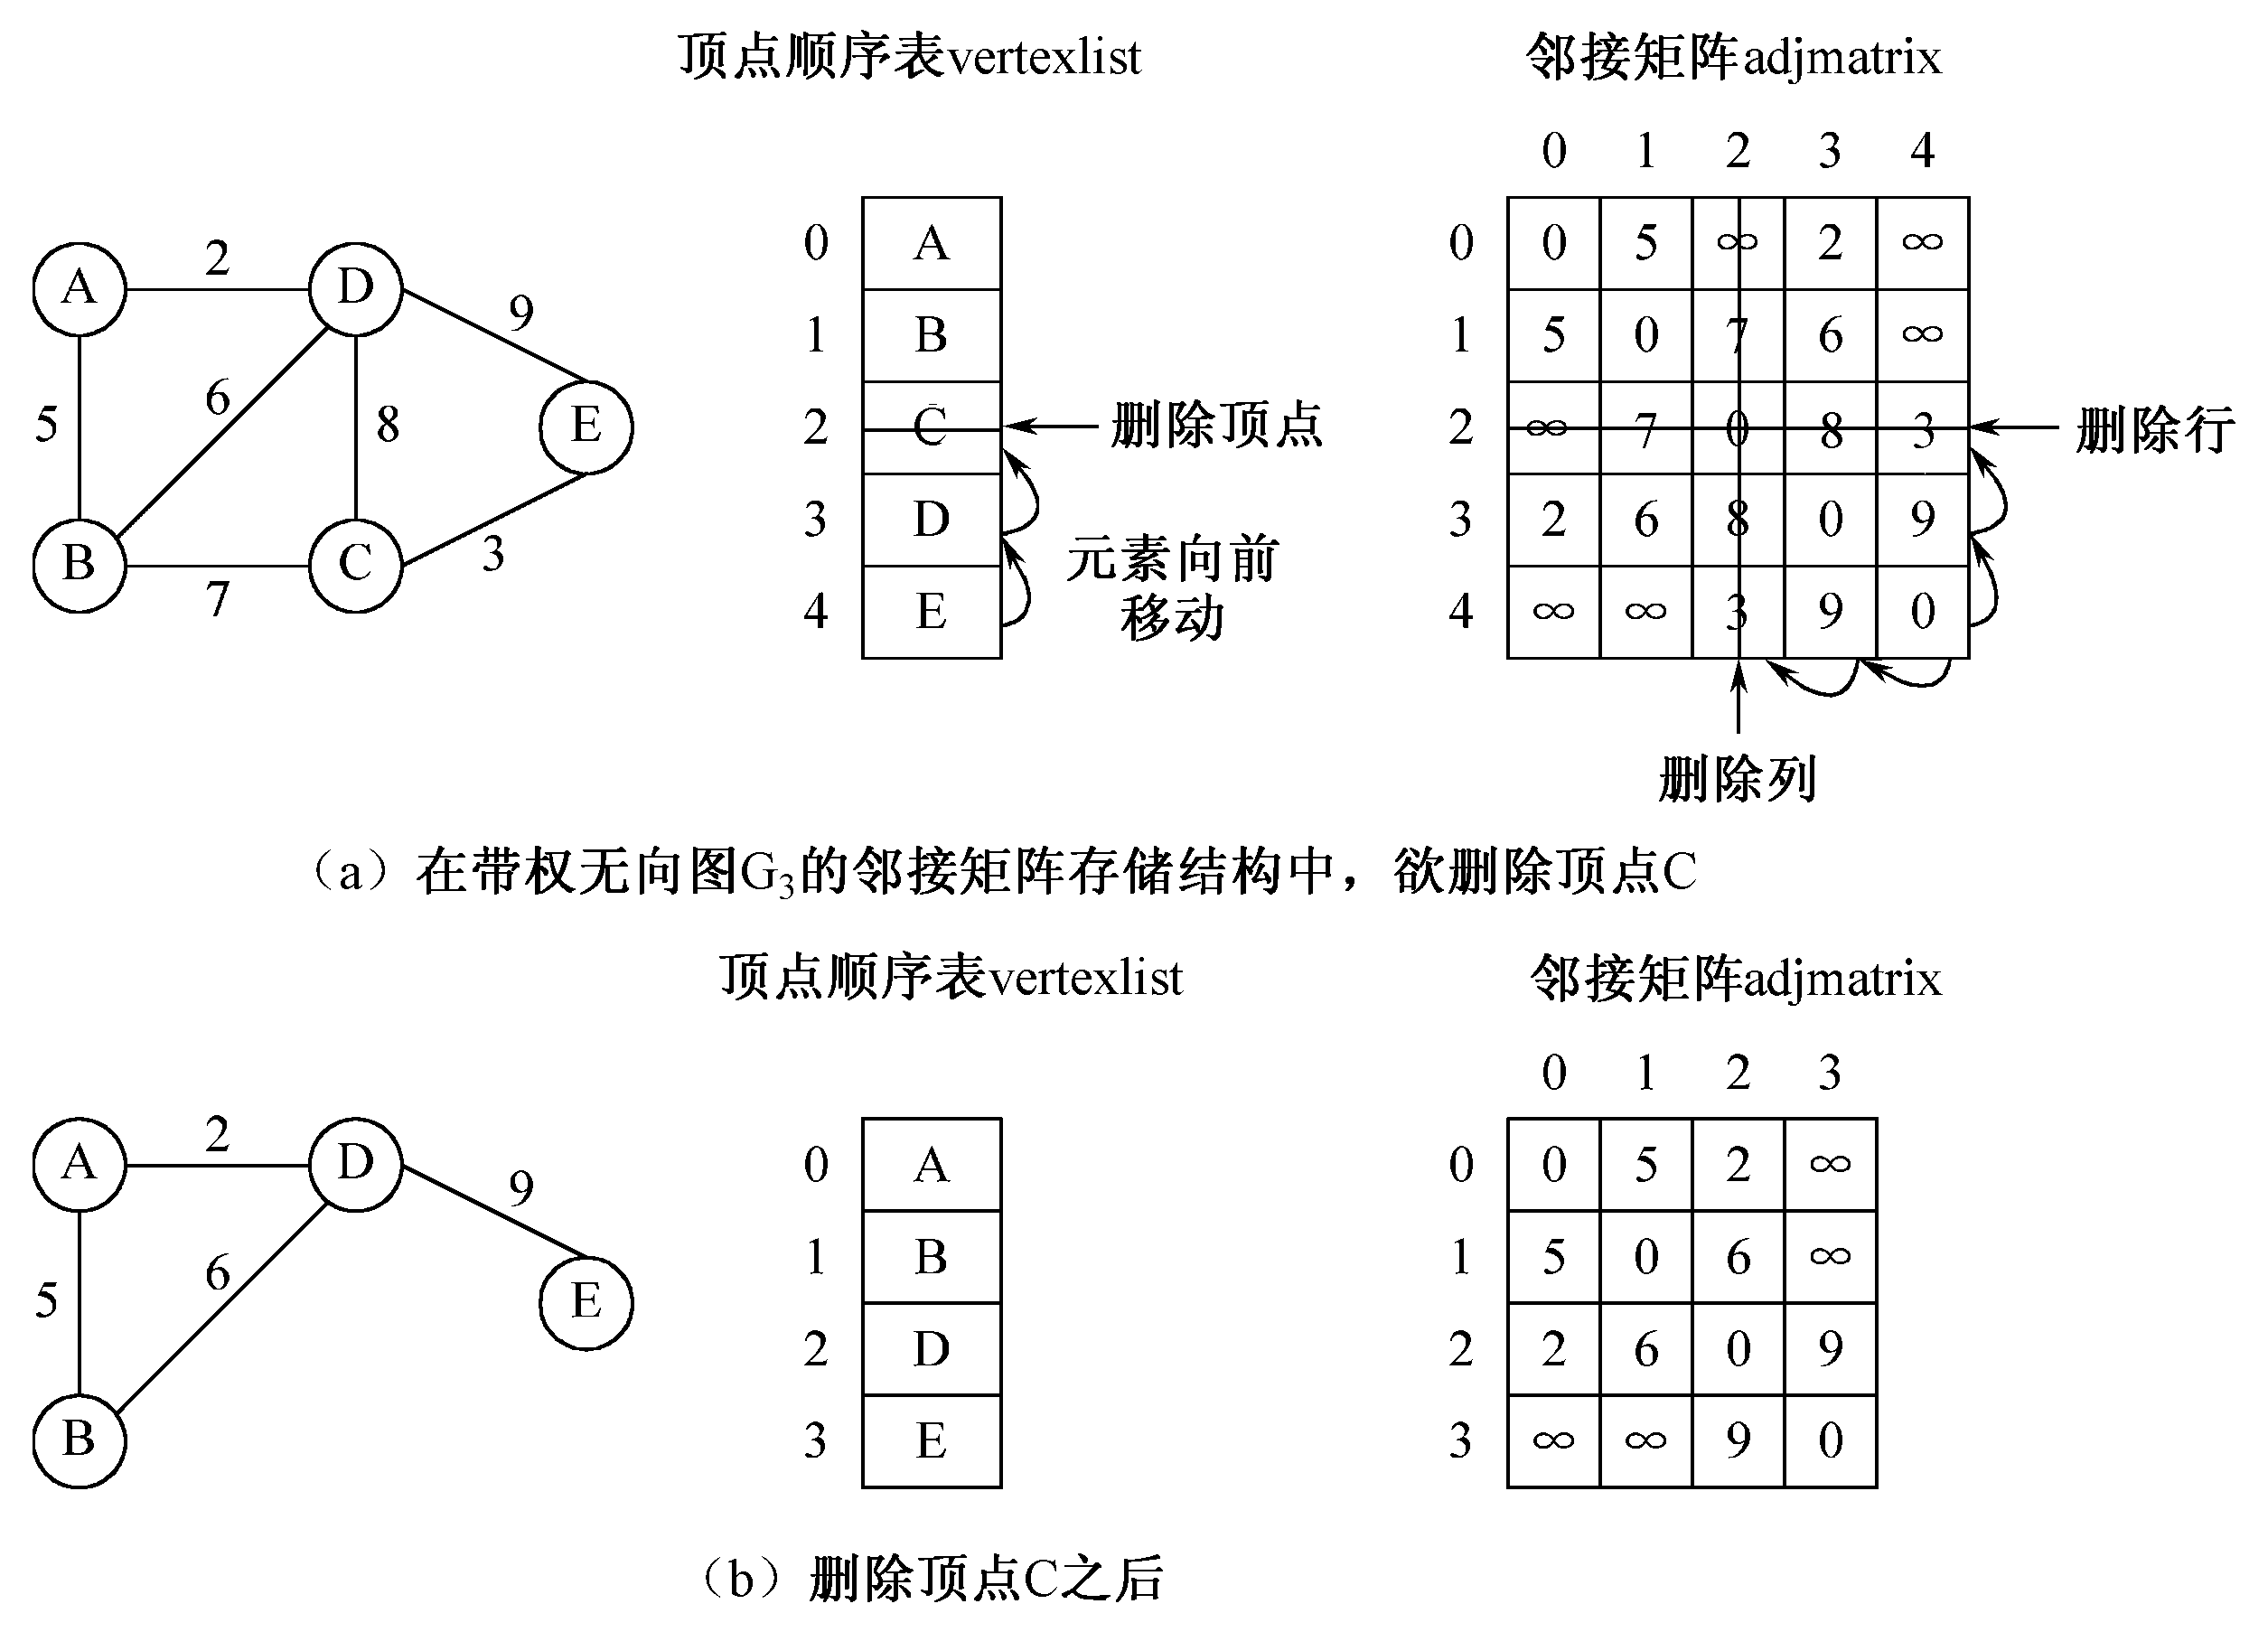 顶点顺序表vertexlist 邻接矩阵adjmatrix
0 1 2 3 4
A 2 D 9 E 5 6 8 B 7 C 3
0 A
1 B
2 C 删除顶点
3 D
元素向前
移动
4 E
0 0 5 ∞ 2 ∞
1 5 0 7 6 ∞
2 ∞ 7 0 8 3 删除行
3 2 6 8 0 9
4 ∞ ∞ 3 9 0
删除列
（a）在带权无向图G₃的邻接矩阵存储结构中，欲删除顶点C
顶点顺序表vertexlist 邻接矩阵adjmatrix
0 1 2 3
A 2 D 9 E 5 6 B
0 A
1 B
2 D
3 E
0 0 5 2 ∞
1 5 0 6 ∞
2 2 6 0 9
3 ∞ ∞ 9 0
（b）删除顶点C之后